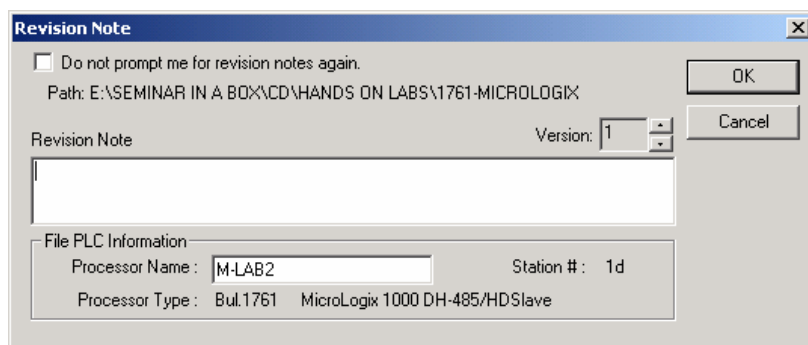 Revision Note
Do not prompt me for revision notes again.
OK
Path: E:\SEMINAR IN A BOX\CD\HANDS ON LABS\1761-MICROLOGIX
Cancel
Revision Note
Version: 1
File PLC Information
Processor Name : M-LAB2 Station # : 1d
Processor Type : Bul.1761 MicroLogix 1000 DH-485/HDSlave